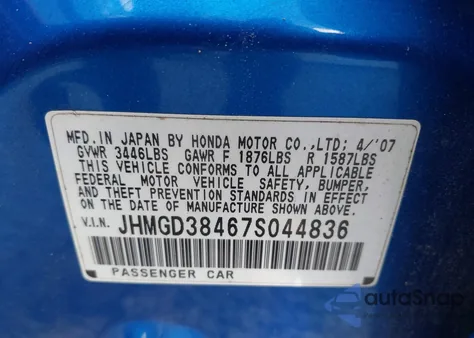 MFD. IN JAPAN BY HONDA MOTOR CO.,LTD; 4/'07
GVWR 3446LBS GAWR F 1876LBS R 1587LBS
THIS VEHICLE CONFORMS TO ALL APPLICABLE
FEDERAL MOTOR VEHICLE SAFETY, BUMPER,
AND THEFT PREVENTION STANDARDS IN EFFECT
ON THE DATE OF MANUFACTURE SHOWN ABOVE.
V.I.N. JHMGD38467S044836
PASSENGER CAR
autoSnap